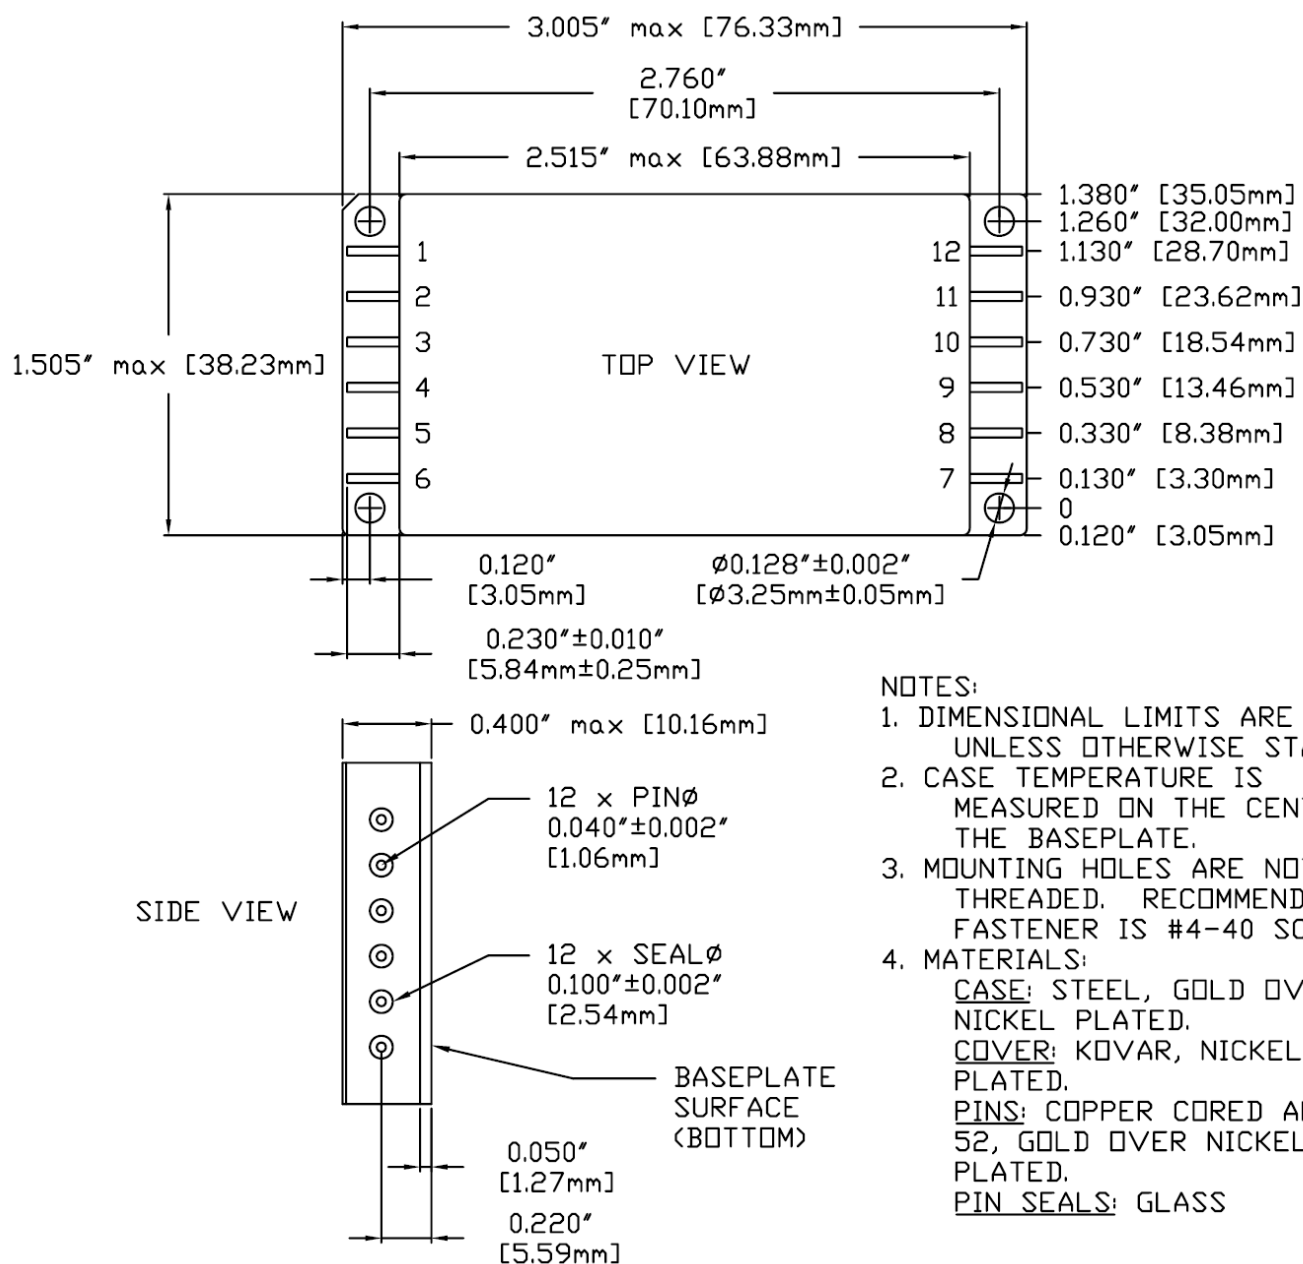 3.005" max [76.33mm]
2.760"
[70.10mm]
2.515" max [63.88mm]
1.380" [35.05mm]
1.260" [32.00mm]
1 12 1.130" [28.70mm]
2 11 0.930" [23.62mm]
3 10 0.730" [18.54mm]
1.505" max [38.23mm]
TOP VIEW
4 9 0.530" [13.46mm]
5 8 0.330" [8.38mm]
6 7 0.130" [3.30mm]
0
0.120" [3.05mm]
0.120"
[3.05mm]
Ø0.128"±0.002"
[Ø3.25mm±0.05mm]
0.230"±0.010"
[5.84mm±0.25mm]
0.400" max [10.16mm]
12 x PINØ
0.040"±0.002"
[1.06mm]
SIDE VIEW
12 x SEALØ
0.100"±0.002"
[2.54mm]
BASEPLATE
SURFACE
(BOTTOM)
0.050"
[1.27mm]
0.220"
[5.59mm]
NOTES:
1. DIMENSIONAL LIMITS ARE
UNLESS OTHERWISE
2. CASE TEMPERATURE IS
MEASURED ON THE
THE BASEPLATE.
3. MOUNTING HOLES ARE
THREADED. RECOMMEND
FASTENER IS #4-40
4. MATERIALS:
CASE: STEEL, GOLD
NICKEL PLATED.
COVER: KOVAR, NICKEL
PLATED.
PINS: COPPER CORED
52, GOLD OVER NICKEL
PLATED.
PIN SEALS: GLASS